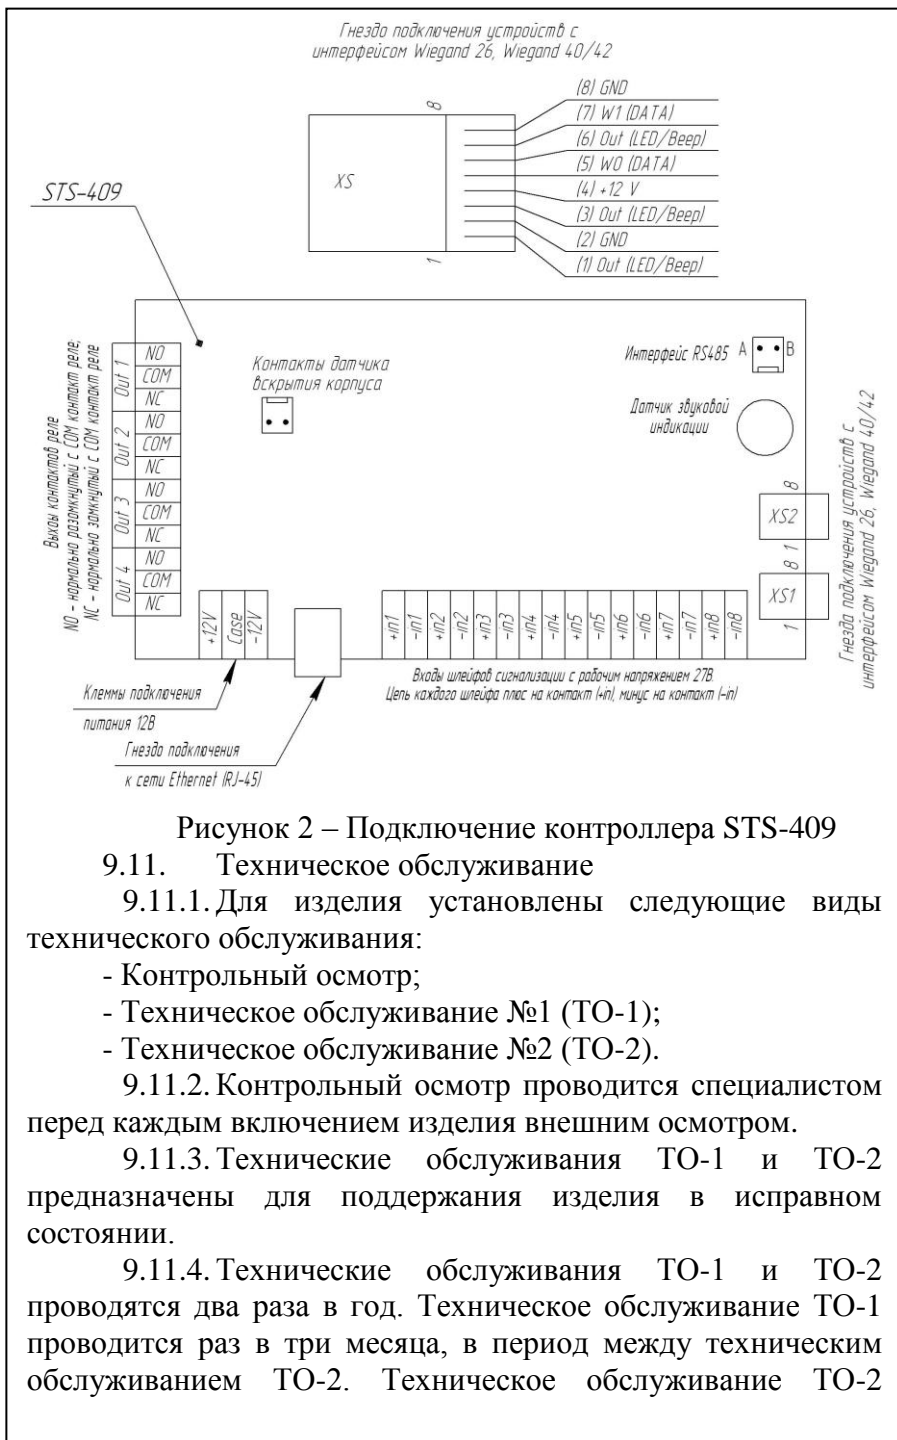 Гнездо подключения устройств с
интерфейсом Wiegand 26, Wiegand 40/42
8
(8) GND
(7) W1 (DATA)
(6) Out (LED/Beep)
(5) W0 (DATA)
(4) +12 V
(3) Out (LED/Beep)
(2) GND
(1) Out (LED/Beep)
XS
1
STS-409
Выходы контактов реле
NO – нормально разомкнутый с COM контакт реле;
NC – нормально замкнутый с COM контакт реле
Out 1
NO
COM
NC
Out 2
NO
COM
NC
Out 3
NO
COM
NC
Out 4
NO
COM
NC
Контакты датчика
вскрытия корпуса
Интерфейс RS485 A B
Датчик звуковой
индикации
8
XS2
1
8
XS1
1
Гнезда подключения устройств с
интерфейсом Wiegand 26, Wiegand 40/42
+12V
Case
-12V
+in1
-in1
+in2
-in2
+in3
-in3
+in4
-in4
+in5
-in5
+in6
-in6
+in7
-in7
+in8
-in8
Входы шлейфов сигнализации с рабочим напряжением 27В.
Цепь каждого шлейфа плюс на контакт (+in), минус на контакт (-in)
Клеммы подключения
питания 12В
Гнездо подключения
к сети Ethernet (RJ-45)
Рисунок 2 – Подключение контроллера STS-409
9.11. Техническое обслуживание
9.11.1. Для изделия установлены следующие виды
технического обслуживания:
- Контрольный осмотр;
- Техническое обслуживание №1 (ТО-1);
- Техническое обслуживание №2 (ТО-2).
9.11.2. Контрольный осмотр проводится специалистом
перед каждым включением изделия внешним осмотром.
9.11.3. Технические обслуживания ТО-1 и ТО-2
предназначены для поддержания изделия в исправном
состоянии.
9.11.4. Технические обслуживания ТО-1 и ТО-2
проводятся два раза в год. Техническое обслуживание ТО-1
проводится раз в три месяца, в период между техническим
обслуживанием ТО-2. Техническое обслуживание ТО-2